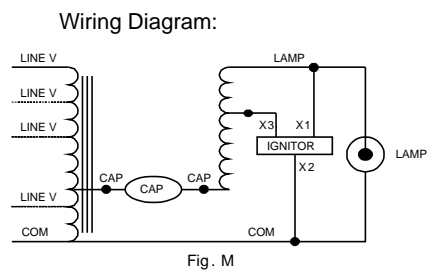 Wiring Diagram:
LINE V
LAMP
LINE V
LINE V
X3 X1
IGNITOR
LAMP
X2
CAP CAP CAP
LINE V
COM COM
Fig. M